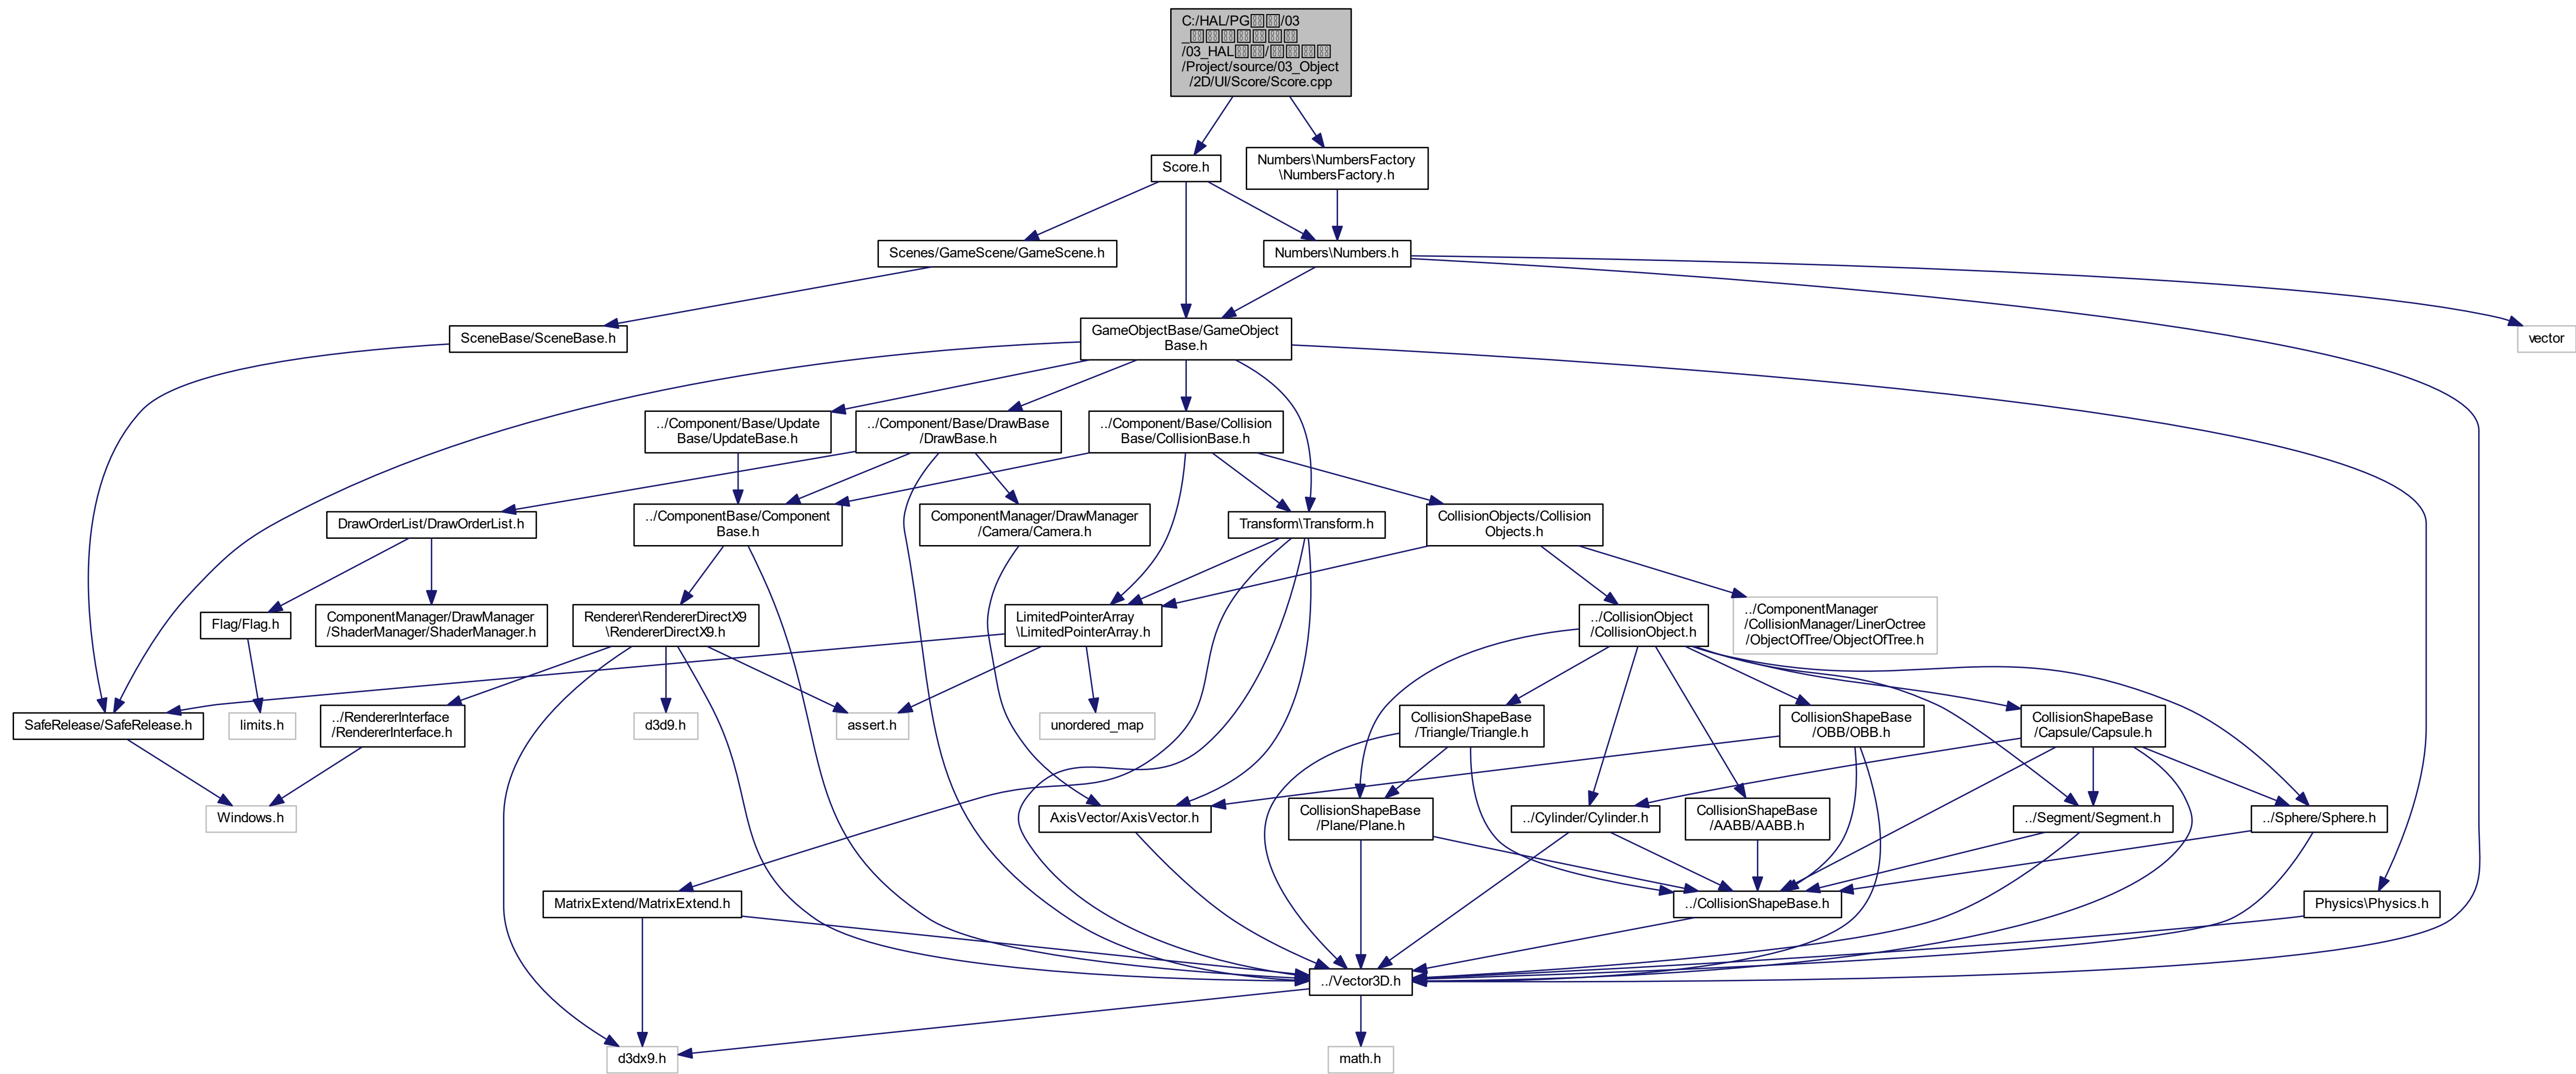 C:/HAL/PG/03
_
/03_HAL/
/Project/source/03_Object
/2D/UI/Score/Score.cpp
Score.h
Numbers\NumbersFactory
\NumbersFactory.h
Scenes/GameScene/GameScene.h
Numbers\Numbers.h
SceneBase/SceneBase.h
GameObjectBase/GameObject
Base.h
vector
../Component/Base/Update
Base/UpdateBase.h
../Component/Base/DrawBase
/DrawBase.h
../Component/Base/Collision
Base/CollisionBase.h
DrawOrderList/DrawOrderList.h
../ComponentBase/Component
Base.h
ComponentManager/DrawManager
/Camera/Camera.h
Transform\Transform.h
CollisionObjects/Collision
Objects.h
Flag/Flag.h
ComponentManager/DrawManager
/ShaderManager/ShaderManager.h
Renderer\RendererDirectX9
\RendererDirectX9.h
LimitedPointerArray
\LimitedPointerArray.h
../CollisionObject
/CollisionObject.h
../ComponentManager
/CollisionManager/LinerOctree
/ObjectOfTree/ObjectOfTree.h
SafeRelease/SafeRelease.h
limits.h
../RendererInterface
/RendererInterface.h
d3d9.h
assert.h
unordered_map
CollisionShapeBase
/Triangle/Triangle.h
CollisionShapeBase
/OBB/OBB.h
CollisionShapeBase
/Capsule/Capsule.h
Windows.h
AxisVector/AxisVector.h
CollisionShapeBase
/Plane/Plane.h
../Cylinder/Cylinder.h
CollisionShapeBase
/AABB/AABB.h
../Segment/Segment.h
../Sphere/Sphere.h
MatrixExtend/MatrixExtend.h
../CollisionShapeBase.h
Physics\Physics.h
../Vector3D.h
d3dx9.h
math.h